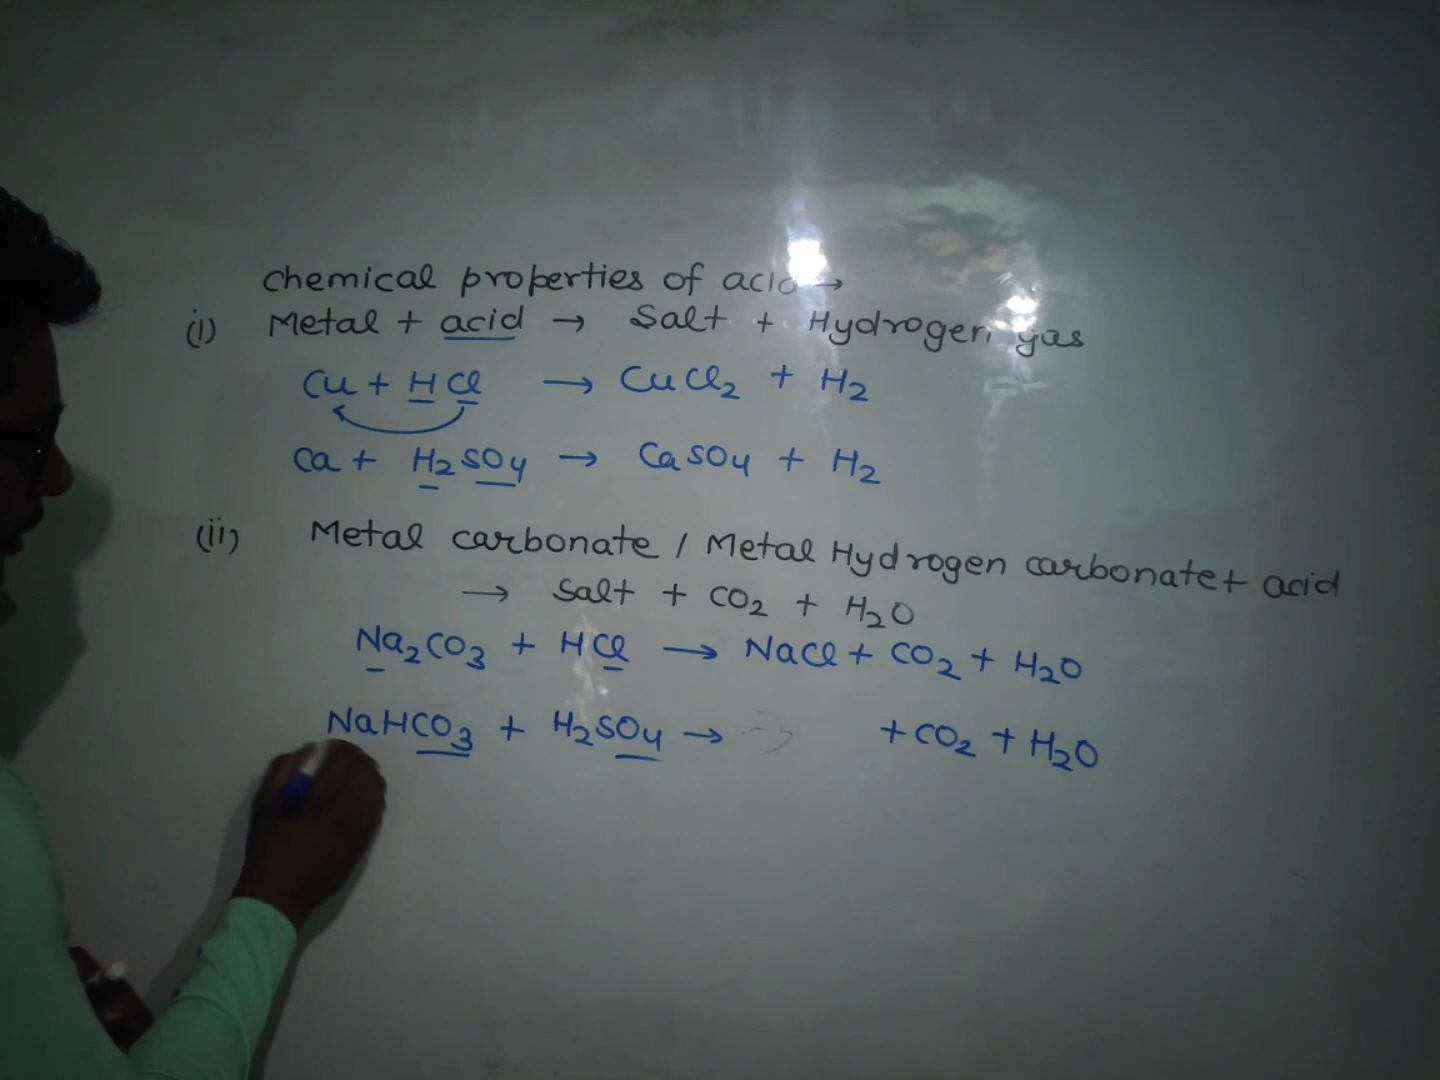 chemical properties of acid →
(i) Metal + acid → Salt + Hydrogen gas
Cu + HCl → CuCl₂ + H₂
Ca + H₂SO₄ → CaSO₄ + H₂
(ii) Metal carbonate / Metal Hydrogen carbonate + acid
→ Salt + CO₂ + H₂O
Na₂CO₃ + HCl → NaCl + CO₂ + H₂O
NaHCO₃ + H₂SO₄ → + CO₂ + H₂O